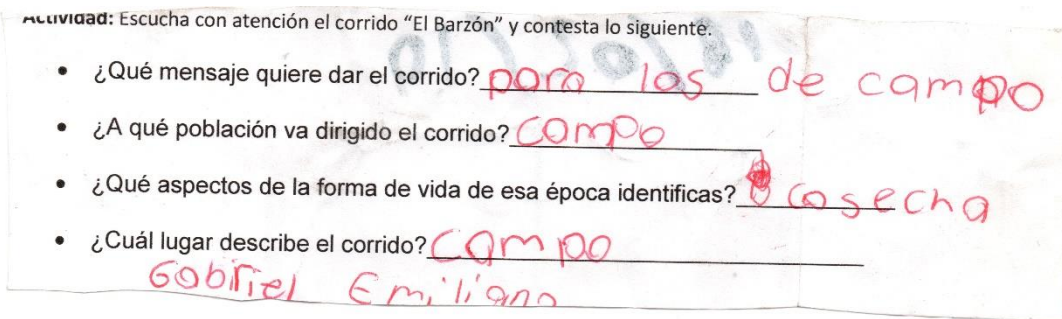 Actividad: Escucha con atención el corrido “El Barzón” y contesta lo siguiente.
• ¿Qué mensaje quiere dar el corrido? para los de campo
• ¿A qué población va dirigido el corrido? campo
• ¿Qué aspectos de la forma de vida de esa época identificas? cosecha
• ¿Cuál lugar describe el corrido? Campo
Gabriel Emiliano